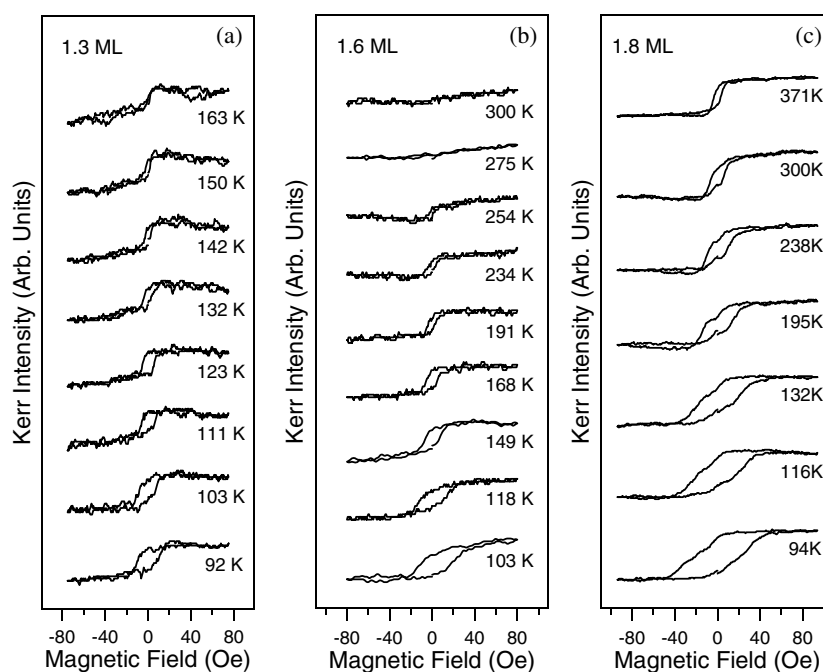 (a)
1.3 ML
163 K
150 K
142 K
132 K
123 K
111 K
103 K
92 K
Kerr Intensity (Arb. Units)
-80 -40 0 40 80
Magnetic Field (Oe)
(b)
1.6 ML
300 K
275 K
254 K
234 K
191 K
168 K
149 K
118 K
103 K
Kerr Intensity (Arb. Units)
-80 -40 0 40 80
Magnetic Field (Oe)
(c)
1.8 ML
371K
300K
238K
195K
132K
116K
94K
Kerr Intensity (Arb. Units)
-80 -40 0 40 80
Magnetic Field (Oe)